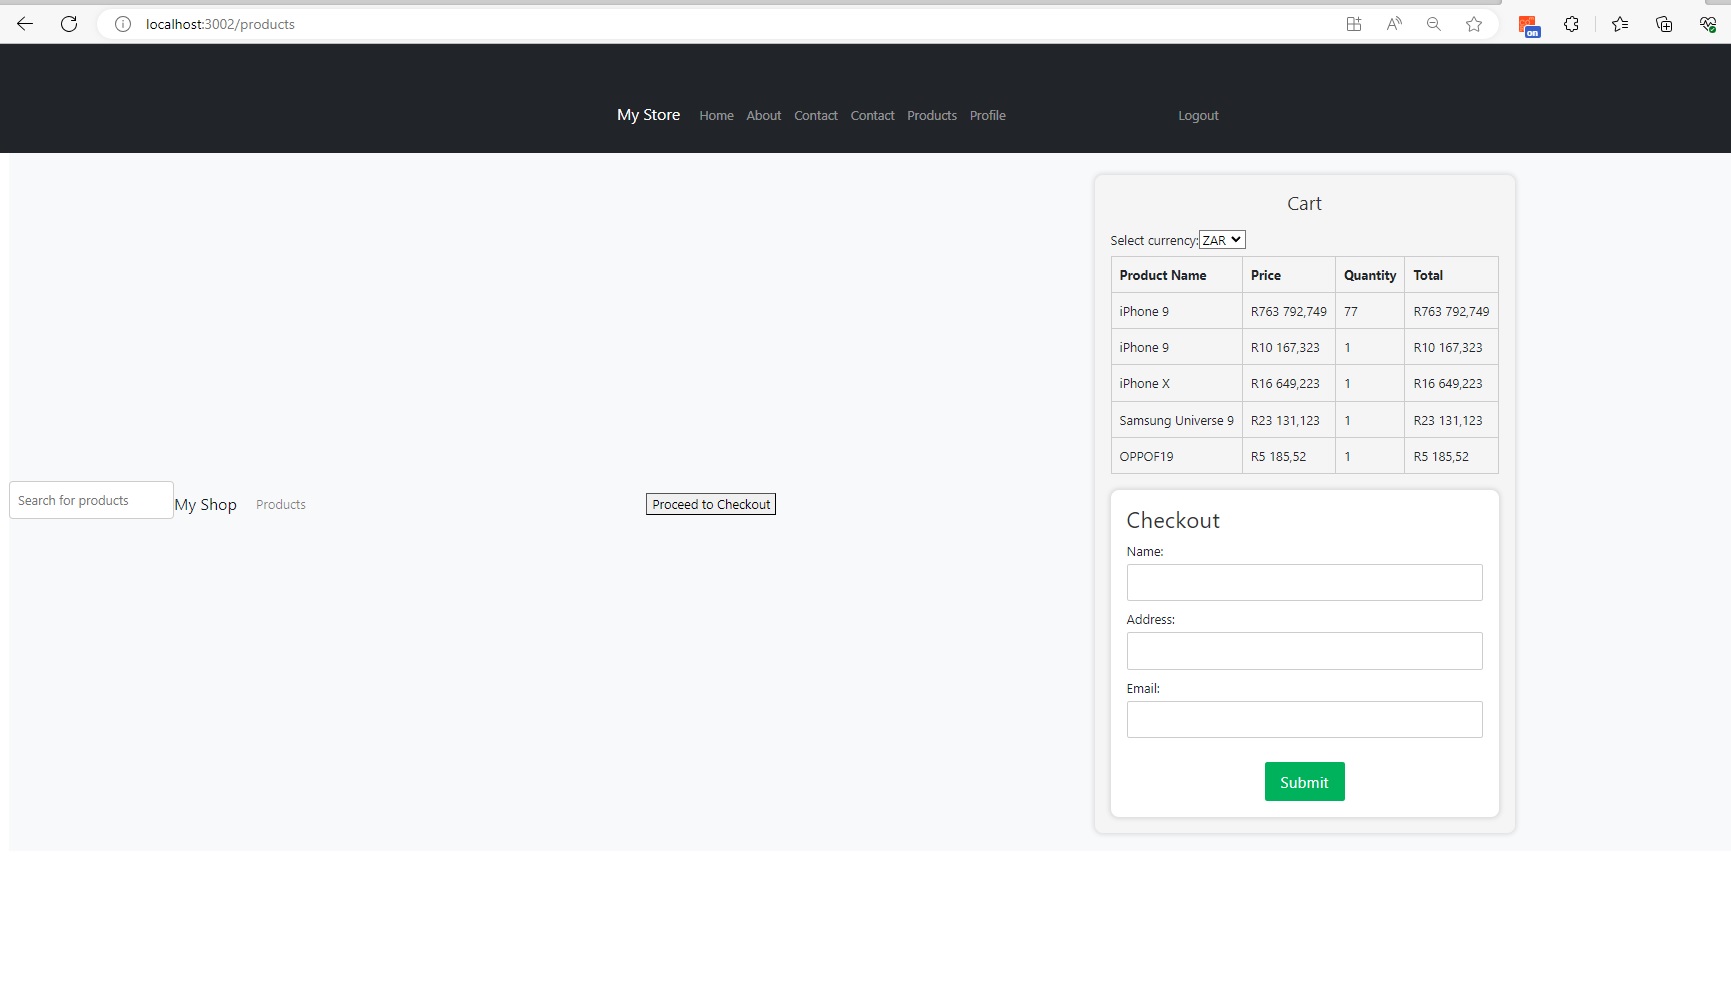 localhost:3002/products
on
My Store Home About Contact Contact Products Profile Logout
Cart
Select currency: ZAR
Product Name Price Quantity Total
iPhone 9 R763 792,749 77 R763 792,749
iPhone 9 R10 167,323 1 R10 167,323
iPhone X R16 649,223 1 R16 649,223
Samsung Universe 9 R23 131,123 1 R23 131,123
OPPOF19 R5 185,52 1 R5 185,52
Search for products My Shop Products Proceed to Checkout
Checkout
Name:
Address:
Email:
Submit